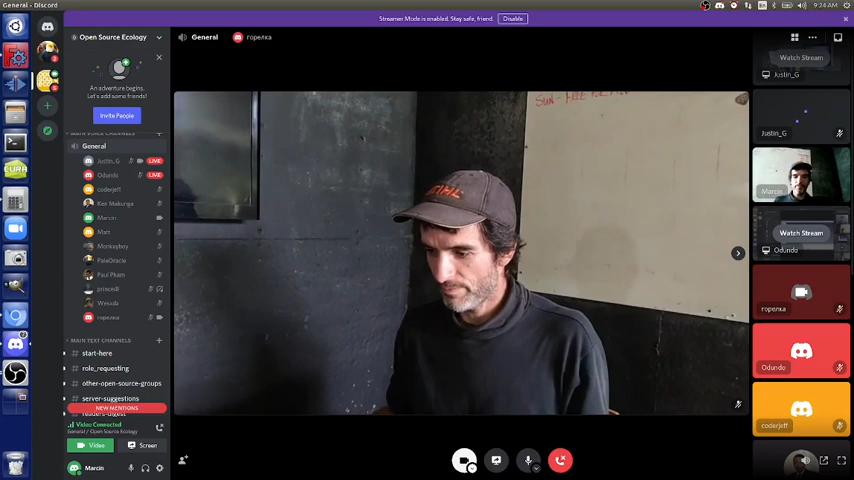 General - Discord
9:24 AM
Streamer Mode is enabled. Stay safe, friend.
Disable
Open Source Ecology
An adventure begins.
Let's add some friends!
Invite People
General
Justin_G LIVE
Odundo LIVE
coderjeff
Ken Makunga
Marcin
Matt
Monkeyboy
PaleOracle
Paul Pham
Wesuda
горелка
MAIN TEXT CHANNELS
# start-here
# role_requesting
# other-open-source-groups
# server-suggestions
NEW MENTIONS
Video Connected
General / Open Source Ecology
Video
Screen
Marcin
General
горелка
STIHL
Watch Stream
Justin_G
Justin_G
Marcin
Watch Stream
Odundo
горелка
Odundo
coderjeff
CURA